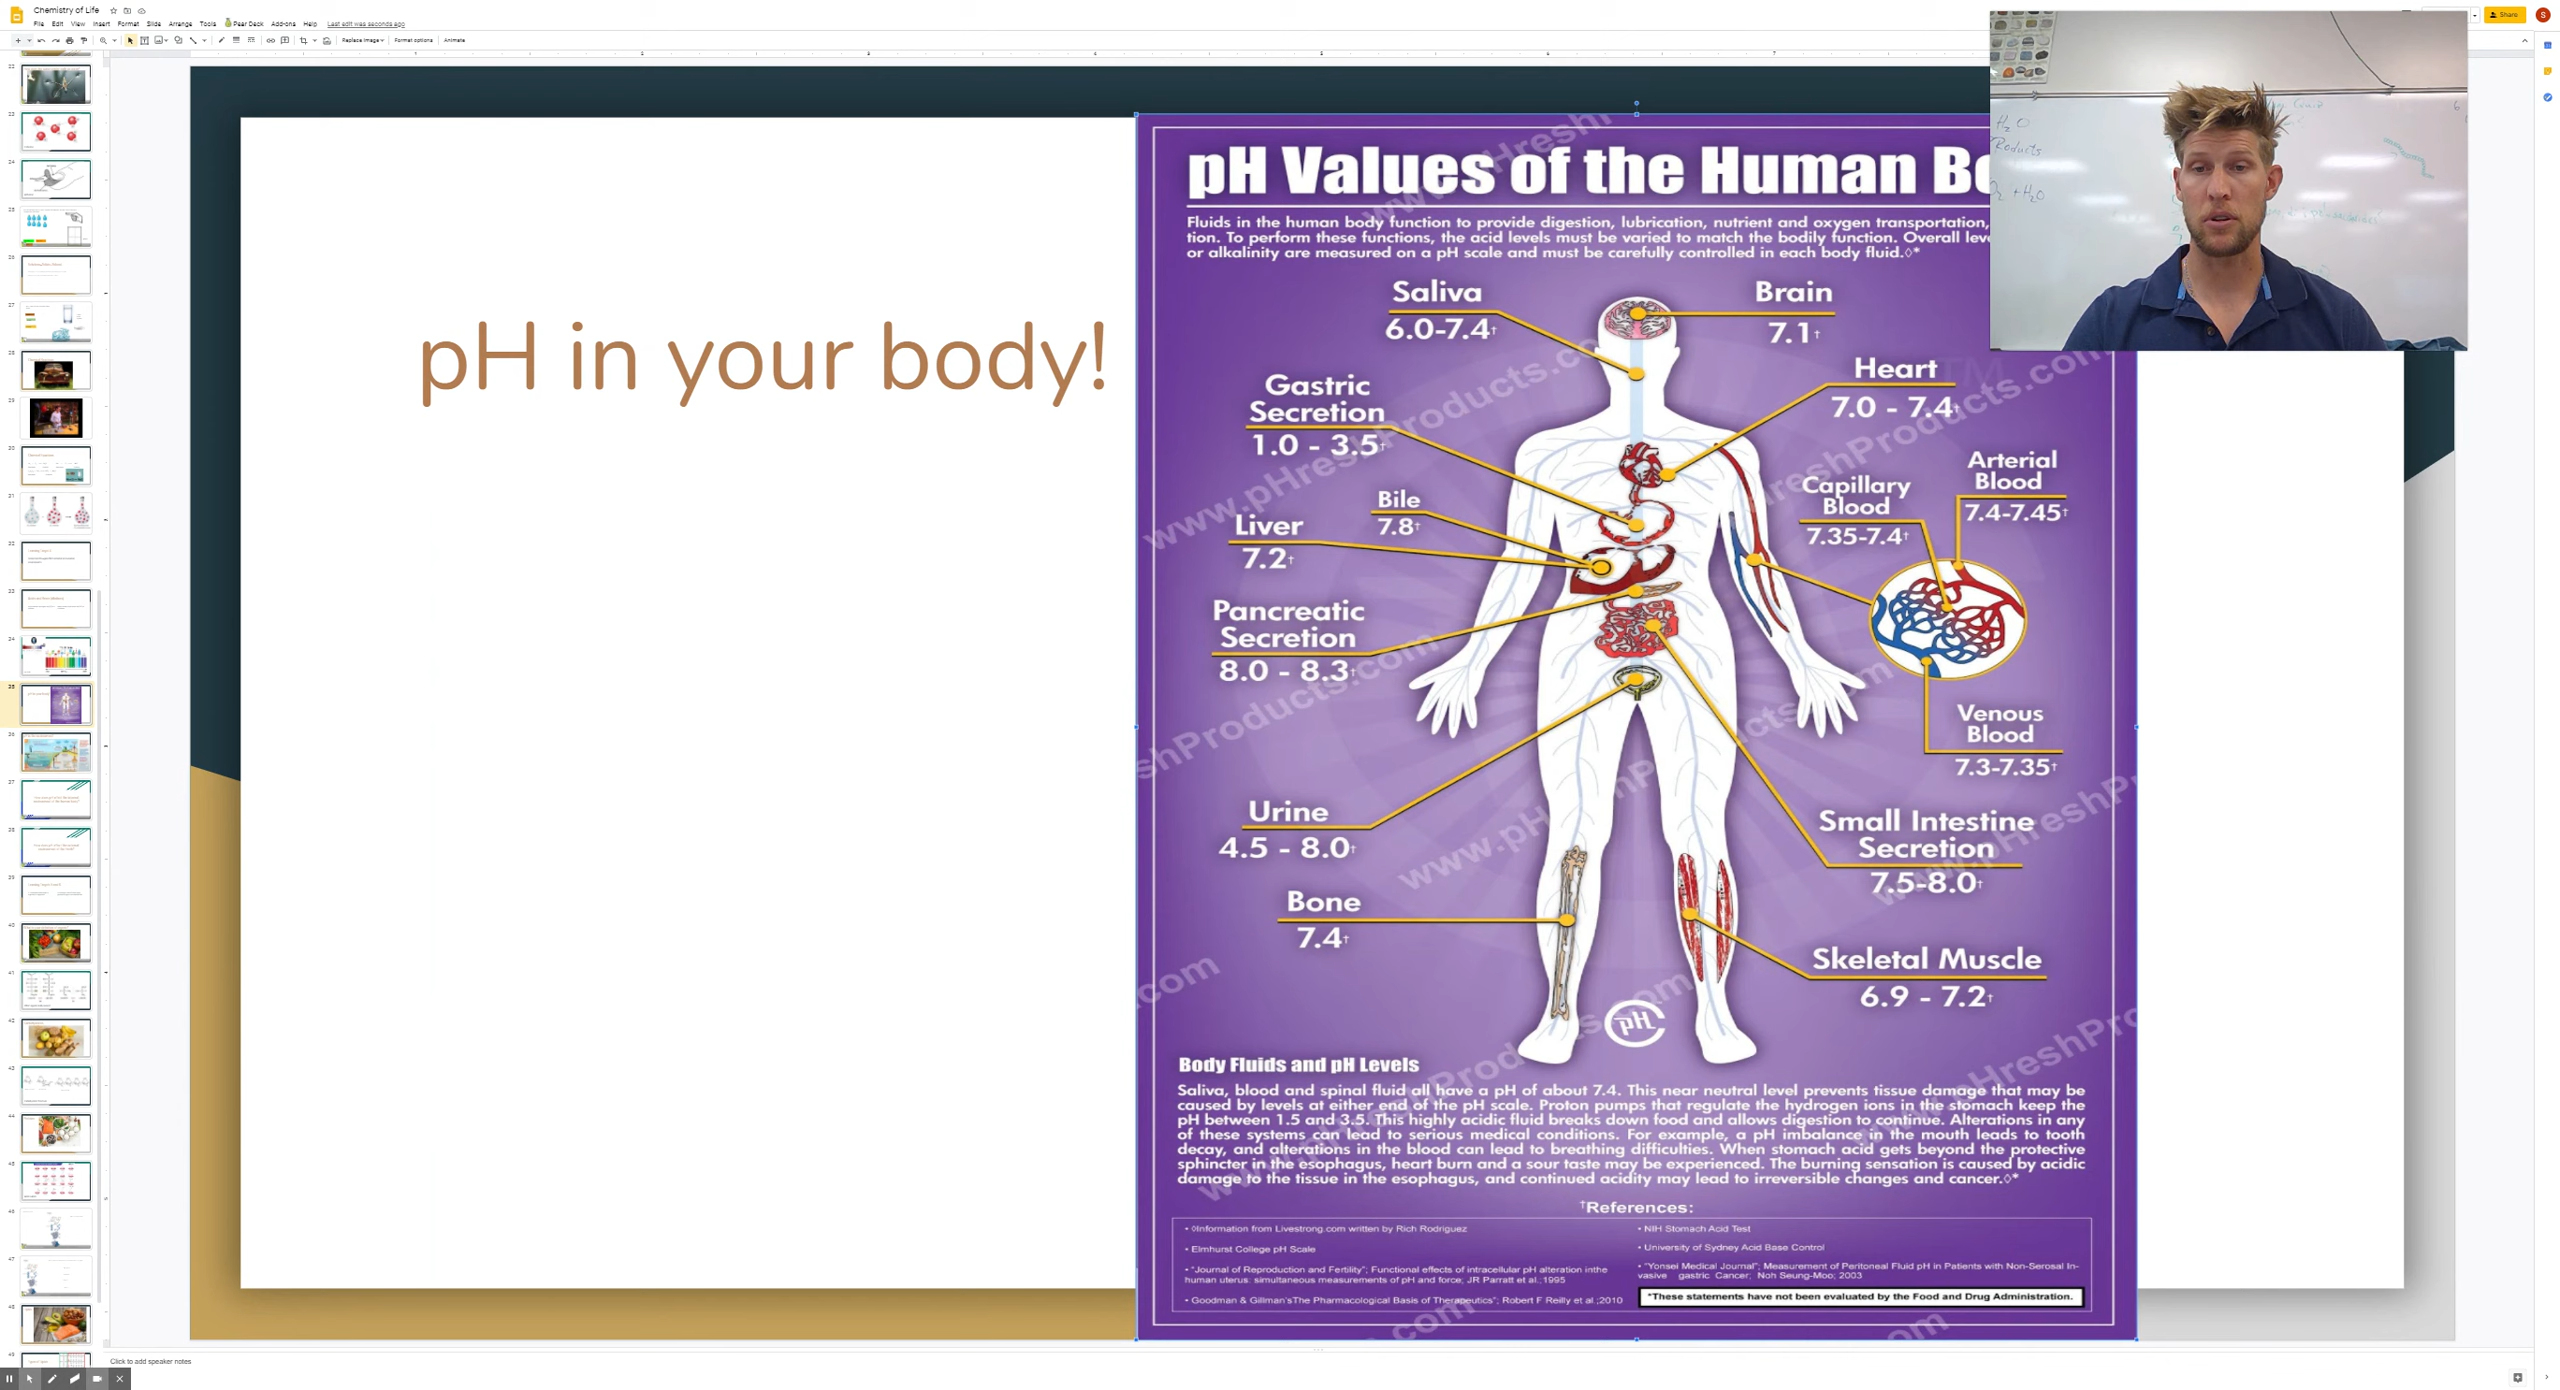 Chemistry of Life
File Edit View Insert Format Slide Arrange Tools Pear Deck Add-ons Help Last edit was seconds ago
Share
S
Replace image Format options Animate
pH in your body!
pH Values of the Human Bo
Fluids in the human body function to provide digestion, lubrication, nutrient and oxygen transportation,
tion. To perform these functions, the acid levels must be varied to match the bodily function. Overall leve
or alkalinity are measured on a pH scale and must be carefully controlled in each body fluid.◊*
Saliva
6.0-7.4†
Brain
7.1†
Heart
7.0 - 7.4†
Gastric
Secretion
1.0 - 3.5†
Bile
7.8†
Liver
7.2†
Capillary
Blood
7.35-7.4†
Arterial
Blood
7.4-7.45†
Pancreatic
Secretion
8.0 - 8.3†
Venous
Blood
7.3-7.35†
Urine
4.5 - 8.0†
Small Intestine
Secretion
7.5-8.0†
Bone
7.4†
Skeletal Muscle
6.9 - 7.2†
pH
Body Fluids and pH Levels
Saliva, blood and spinal fluid all have a pH of about 7.4. This near neutral level prevents tissue damage that may be
caused by levels at either end of the pH scale. Proton pumps that regulate the hydrogen ions in the stomach keep the
pH between 1.5 and 3.5. This highly acidic fluid breaks down food and allows digestion to continue. Alterations in any
of these systems can lead to serious medical conditions. For example, a pH imbalance in the mouth leads to tooth
decay, and alterations in the blood can lead to breathing difficulties. When stomach acid gets beyond the protective
sphincter in the esophagus, heart burn and a sour taste may be experienced. The burning sensation is caused by acidic
damage to the tissue in the esophagus, and continued acidity may lead to irreversible changes and cancer.◊*
†References:
• ◊Information from Livestrong.com written by Rich Rodriguez
• Elmhurst College pH Scale
• "Journal of Reproduction and Fertility"; Functional effects of intracellular pH alteration inthe
human uterus: simultaneous measurements of pH and force; JR Parratt et al.;1995
• Goodman & Gillman'sThe Pharmacological Basis of Therapeutics"; Robert F Reilly et al.;2010
• NIH Stomach Acid Test
• University of Sydney Acid Base Control
• "Yonsei Medical Journal"; Measurement of Peritoneal Fluid pH in Patients with Non-Serosal In-
vasive gastric Cancer; Noh Seung-Moo; 2003
*These statements have not been evaluated by the Food and Drug Administration.
www.pHreshProducts.com
H₂O
Products
+H₂O
Click to add speaker notes